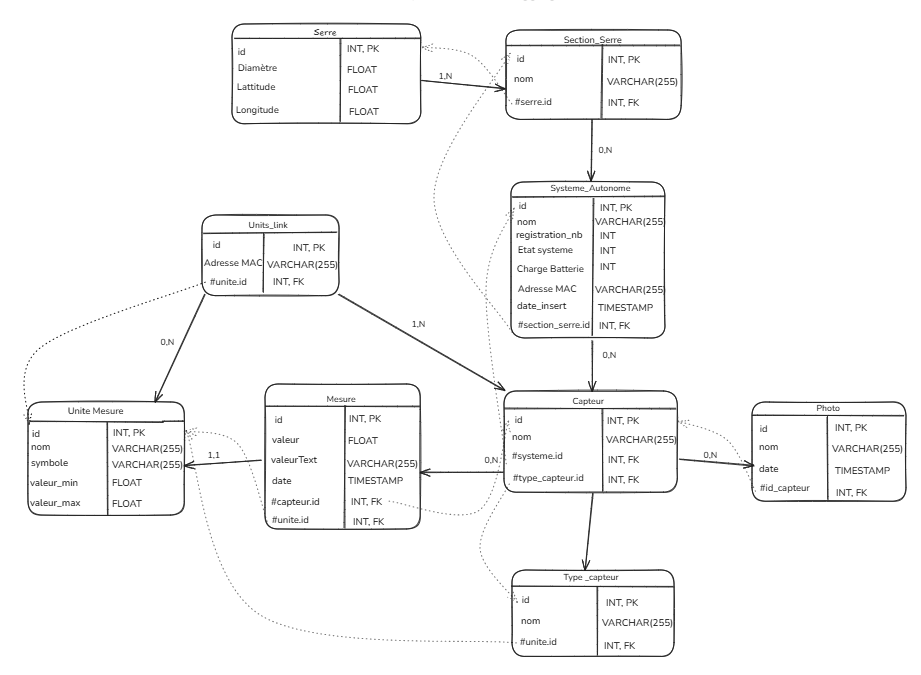 Serre
id INT, PK
Diamètre FLOAT
Lattitude FLOAT
Longitude FLOAT
1,N
Section_Serre
id INT, PK
nom VARCHAR(255)
#serre.id INT, FK
0,N
Systeme_Autonome
id INT, PK
nom VARCHAR(255)
registration_nb INT
Etat systeme INT
Charge Batterie INT
Adresse MAC VARCHAR(255)
date_insert TIMESTAMP
#section_serre.id INT, FK
Units_link
id INT, PK
Adresse MAC VARCHAR(255)
#unite.id INT, FK
0,N
1,N
0,N
Unite Mesure
id INT, PK
nom VARCHAR(255)
symbole VARCHAR(255)
valeur_min FLOAT
valeur_max FLOAT
1,1
Mesure
id INT, PK
valeur FLOAT
valeurText VARCHAR(255)
date TIMESTAMP
#capteur.id INT, FK
#unite.id INT, FK
0,N
Capteur
id INT, PK
nom VARCHAR(255)
#systeme.id INT, FK
#type_capteur.id INT, FK
0,N
Photo
id INT, PK
nom VARCHAR(255)
date TIMESTAMP
#id_capteur INT, FK
Type _capteur
id INT, PK
nom VARCHAR(255)
#unite.id INT, FK